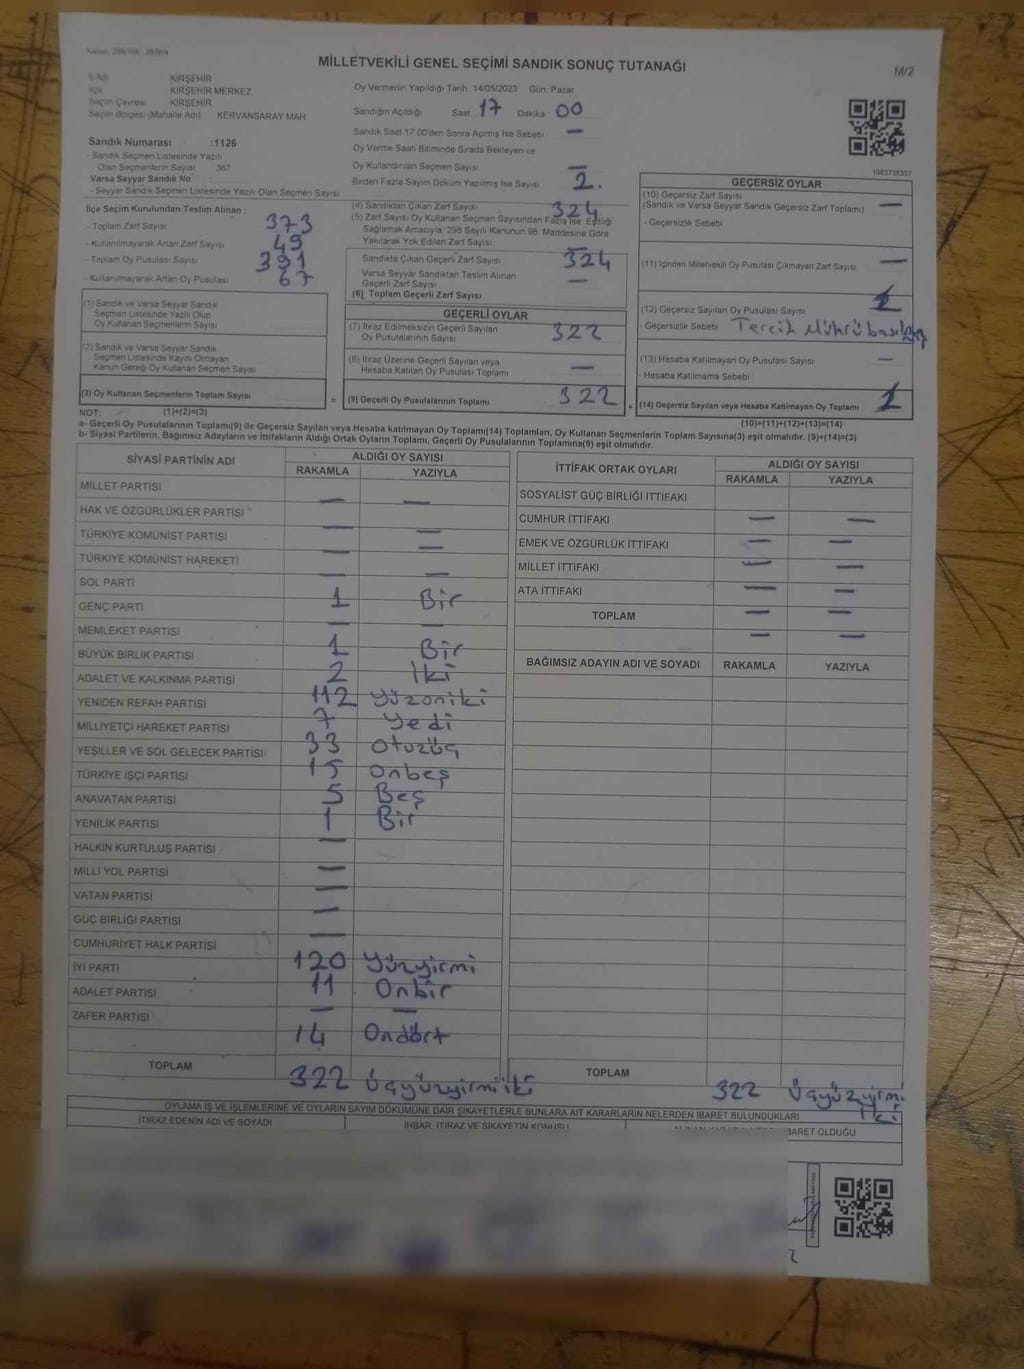 MİLLETVEKİLİ GENEL SEÇİMİ SANDIK SONUÇ TUTANAĞI
M/2
KIRŞEHİR
KIRŞEHİR MERKEZ
Seçim Çevresi KIRŞEHİR
Seçim Bölgesi (Mahalle Adı) KERVANSARAY MAH
Sandık Numarası :1126
- Sandık Seçmen Listesinde Yazılı
Olan Seçmenlerin Sayısı 367
Varsa Seyyar Sandık No
- Seyyar Sandık Seçmen Listesinde Yazılı Olan Seçmen Sayısı
İlçe Seçim Kurulundan Teslim Alınan ;
- Toplam Zarf Sayısı 373
- Kullanılmayarak Artan Zarf Sayısı 49
- Toplam Oy Pusulası Sayısı 391
- Kullanılmayarak Artan Oy Pusulası 67
(1) Sandık ve Varsa Seyyar Sandık
Seçmen Listesinde Yazılı Olup
Oy Kullanan Seçmenlerin Sayısı
(2) Sandık ve Varsa Seyyar Sandık
Seçmen Listesinde Kayıtlı Olmayan
Kanun Gereği Oy Kullanan Seçmen Sayısı
(3) Oy Kullanan Seçmenlerin Toplam Sayısı =
Oy Vermenin Yapıldığı Tarih 14/05/2023 Gün: Pazar
Sandığın Açıldığı Saat 17 Dakika 00
Sandık Saat 17:00'den Sonra Açılmış İse Sebebi —
Oy Verme Saati Bitiminde Sırada Bekleyen ve
Oy Kullandırılan Seçmen Sayısı —
Birden Fazla Sayım Döküm Yapılmış İse Sayısı 2.
(4) Sandıktan Çıkan Zarf Sayısı 324
(5) Zarf Sayısı Oy Kullanan Seçmen Sayısından Fazla İse, Eşitliği
Sağlamak Amacıyla; 298 Sayılı Kanunun 98. Maddesine Göre
Yakılarak Yok Edilen Zarf Sayısı —
Sandıkta Çıkan Geçerli Zarf Sayısı 324
Varsa Seyyar Sandıktan Teslim Alınan
Geçerli Zarf Sayısı —
(6) Toplam Geçerli Zarf Sayısı
GEÇERLİ OYLAR
(7) İtiraz Edilmeksizin Geçerli Sayılan
Oy Pusulalarının Sayısı 322
(8) İtiraz Üzerine Geçerli Sayılan veya
Hesaba Katılan Oy Pusulası Toplamı —
(9) Geçerli Oy Pusulalarının Toplamı 322 +
1083735337
GEÇERSİZ OYLAR
(10) Geçersiz Zarf Sayısı
(Sandık ve Varsa Seyyar Sandık Geçersiz Zarf Toplamı) —
- Geçersizlik Sebebi
(11) İçinden Milletvekili Oy Pusulası Çıkmayan Zarf Sayısı —
(12) Geçersiz Sayılan Oy Pusulası Sayısı
- Geçersizlik Sebebi Tercih Mührü
(13) Hesaba Katılmayan Oy Pusulası Sayısı —
- Hesaba Katılmama Sebebi
(14) Geçersiz Sayılan veya Hesaba Katılmayan Oy Toplamı
NOT: (1)+(2)=(3)
(10)+(11)+(12)+(13)=(14)
a- Geçerli Oy Pusulalarının Toplamı(9) ile Geçersiz Sayılan veya Hesaba katılmayan Oy Toplamı(14) Toplamları, Oy Kullanan Seçmenlerin Toplam Sayısına(3) eşit olmalıdır. (9)+(14)=(3)
b- Siyasi Partilerin, Bağımsız Adayların ve İttifakların Aldığı Ortak Oyların Toplamı, Geçerli Oy Pusulalarının Toplamına(9) eşit olmalıdır.
SİYASİ PARTİNİN ADI
ALDIĞI OY SAYISI
RAKAMLA YAZIYLA
MİLLET PARTİSİ — —
HAK VE ÖZGÜRLÜKLER PARTİSİ
TÜRKİYE KOMÜNİST PARTİSİ — —
TÜRKİYE KOMÜNİST HAREKETİ — —
SOL PARTİ — —
GENÇ PARTİ 1 Bir
MEMLEKET PARTİSİ — —
BÜYÜK BİRLİK PARTİSİ 1 Bir
ADALET VE KALKINMA PARTİSİ 2 İki
YENİDEN REFAH PARTİSİ 112 Yüzoniki
MİLLİYETÇİ HAREKET PARTİSİ 7 Yedi
YEŞİLLER VE SOL GELECEK PARTİSİ 33 Otuzüç
TÜRKİYE İŞÇİ PARTİSİ 15 Onbeş
ANAVATAN PARTİSİ 5 Beş
YENİLİK PARTİSİ 1 Bir
HALKIN KURTULUŞ PARTİSİ —
MİLLİ YOL PARTİSİ —
VATAN PARTİSİ —
GÜÇ BİRLİĞİ PARTİSİ —
CUMHURİYET HALK PARTİSİ —
İYİ PARTİ 120 Yüzyirmi
ADALET PARTİSİ 11 Onbir
ZAFER PARTİSİ — —
14 Ondört
TOPLAM 322 Üçyüzyirmiiki
İTTİFAK ORTAK OYLARI
ALDIĞI OY SAYISI
RAKAMLA YAZIYLA
SOSYALİST GÜÇ BİRLİĞİ İTTİFAKI
CUMHUR İTTİFAKI — —
EMEK VE ÖZGÜRLÜK İTTİFAKI — —
MİLLET İTTİFAKI — —
ATA İTTİFAKI — —
TOPLAM — —
— —
BAĞIMSIZ ADAYIN ADI VE SOYADI RAKAMLA YAZIYLA
TOPLAM 322 Üçyüzyirmi
İki
OYLAMA İŞ VE İŞLEMLERİNE VE OYLARIN SAYIM DÖKÜMÜNE DAİR ŞİKAYETLERLE BUNLARA AİT KARARLARIN NELERDEN İBARET BULUNDUKLARI
İTİRAZ EDENİN ADI VE SOYADI
İHBAR, İTİRAZ VE ŞİKAYETİN KONUSU
İBARET OLDUĞU